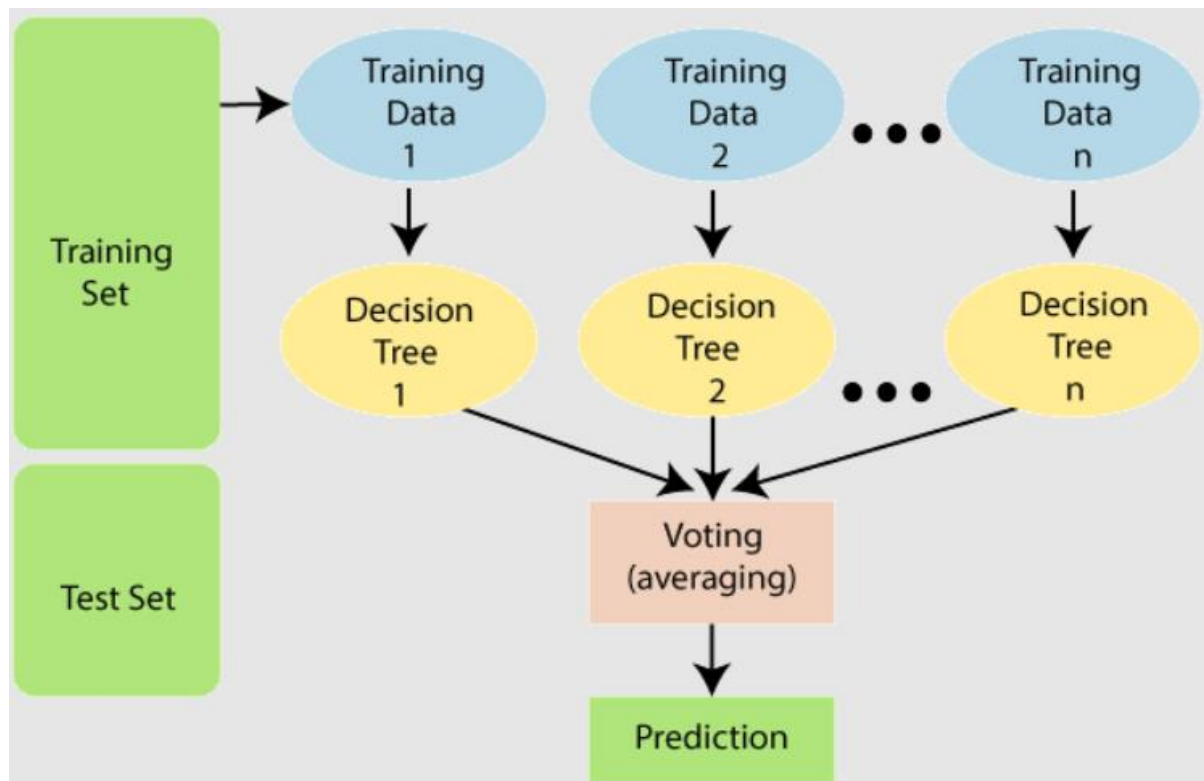 Training
Set
Test Set
Training
Data
1
Training
Data
2
Training
Data
n
Decision
Tree
1
Decision
Tree
2
Decision
Tree
n
Voting
(averaging)
Prediction